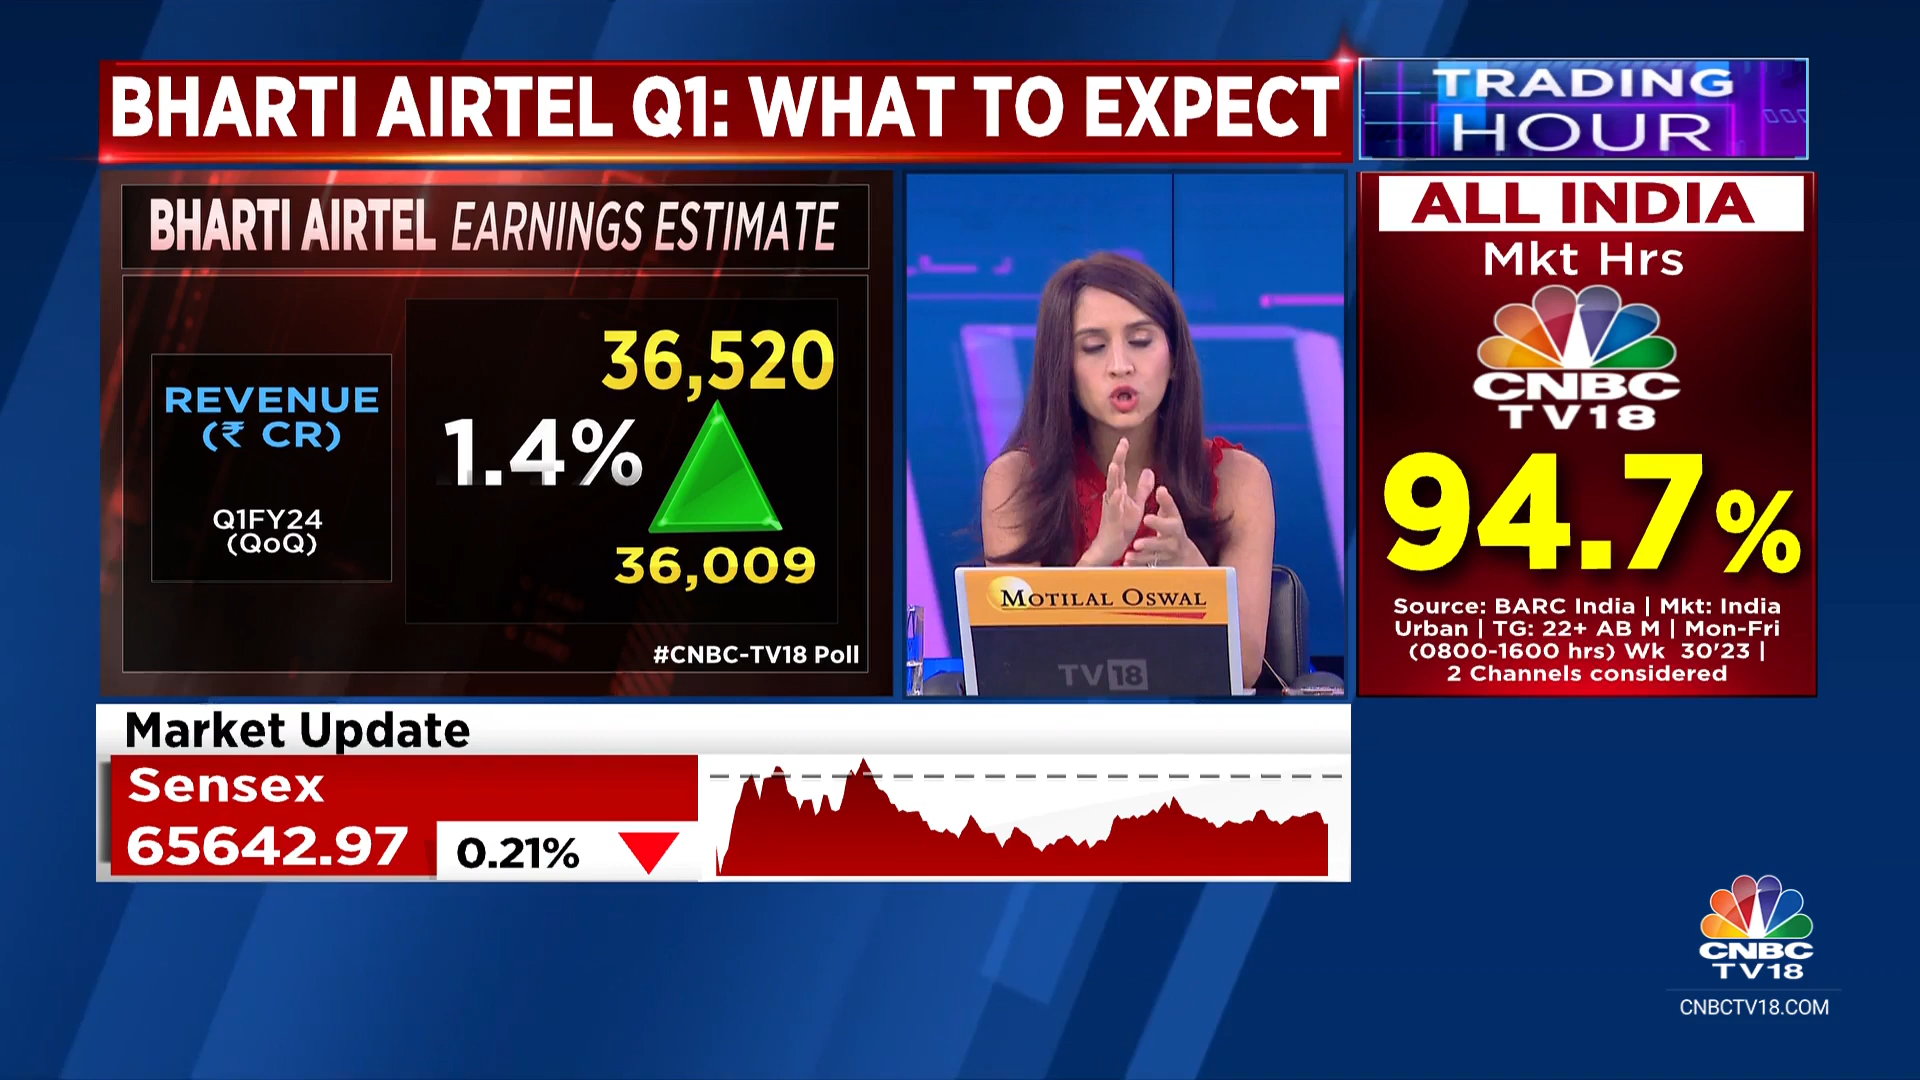 BHARTI AIRTEL Q1: WHAT TO EXPECT
TRADING
HOUR
BHARTI AIRTEL EARNINGS ESTIMATE
REVENUE
(₹ CR)
Q1FY24
(QoQ)
36,520
1.4%
36,009
#CNBC-TV18 Poll
MOTILAL OSWAL
TV18
ALL INDIA
Mkt Hrs
CNBC
TV18
94.7%
Source: BARC India | Mkt: India
Urban | TG: 22+ AB M | Mon-Fri
(0800-1600 hrs) Wk 30'23 |
2 Channels considered
Market Update
Sensex
65642.97
0.21%
CNBC
TV18
CNBCTV18.COM